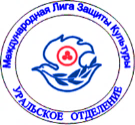 Международная Лига Защиты Культуры
УРАЛЬСКОЕ ОТДЕЛЕНИЕ